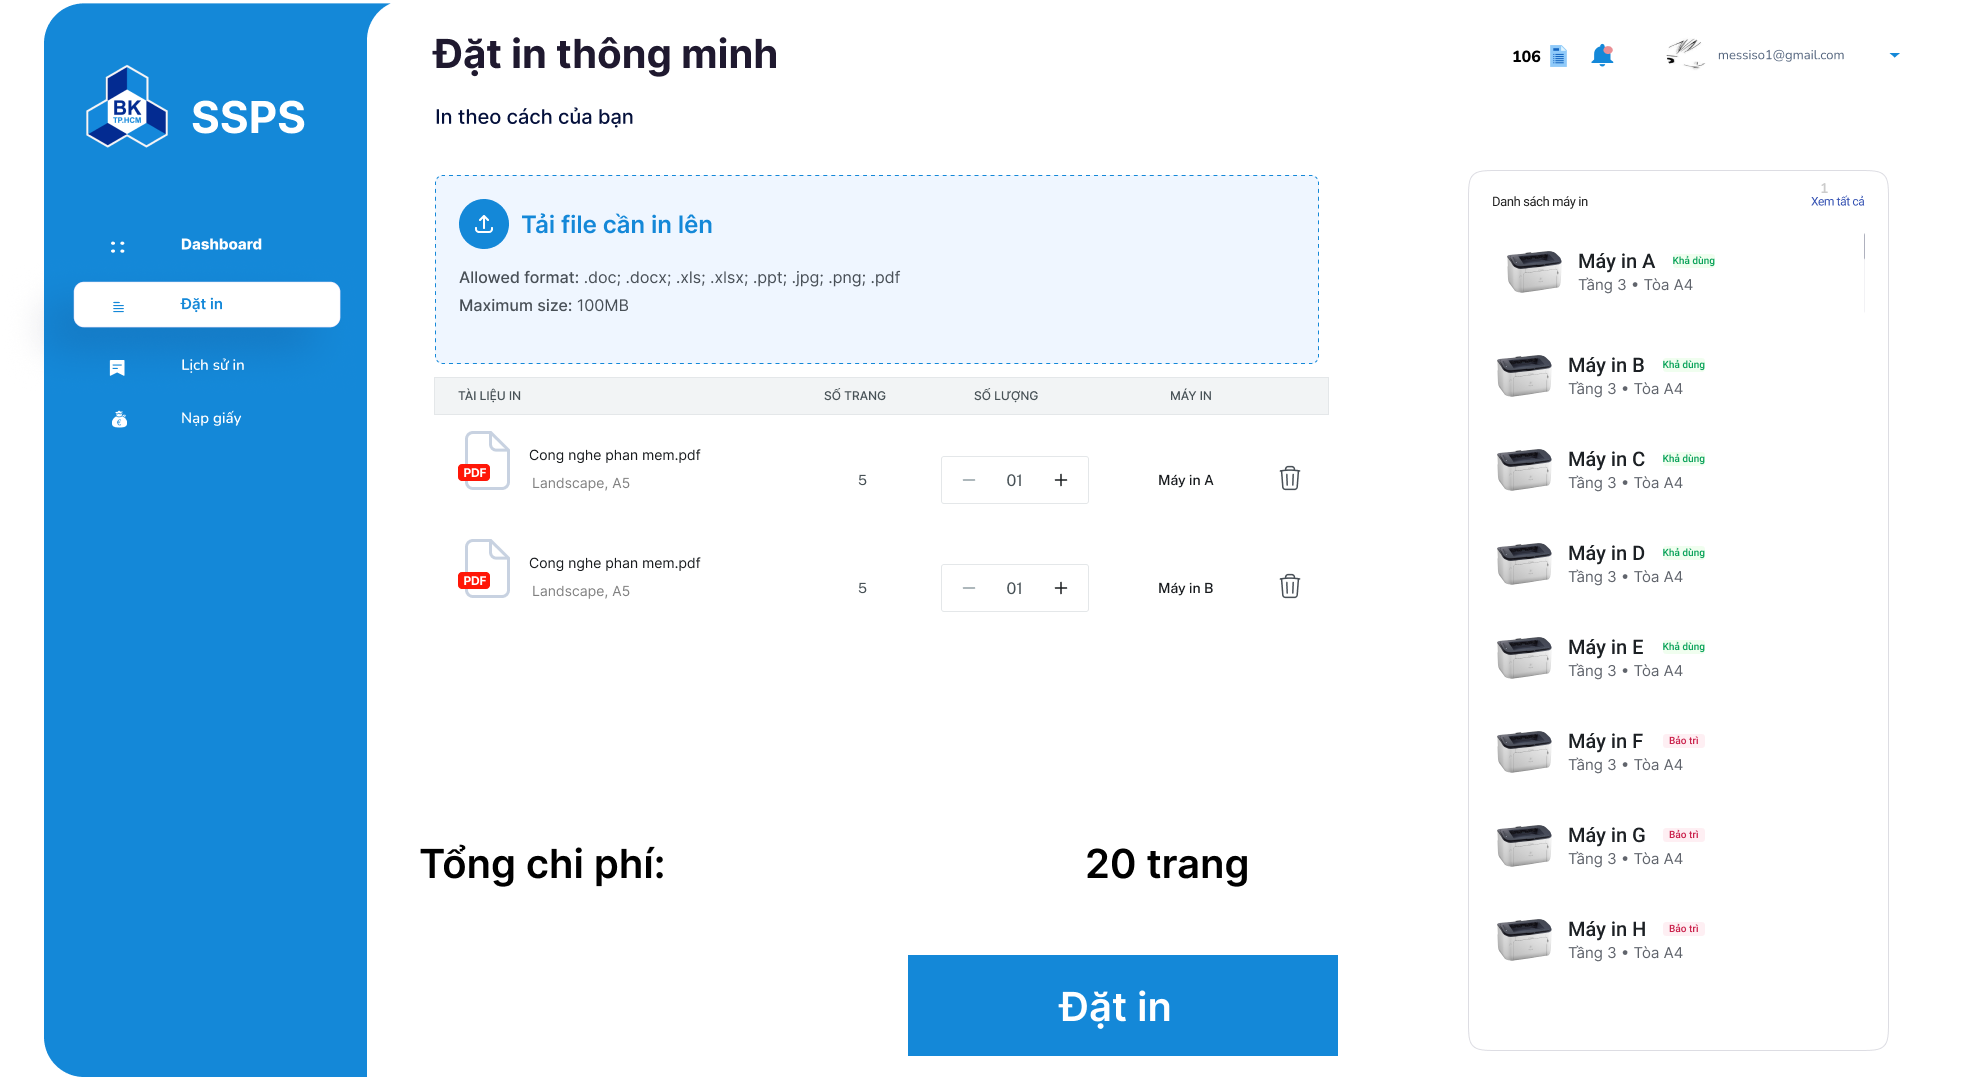 BK
TP.HCM
SSPS
Dashboard
Đặt in
Lịch sử in
Nạp giấy
Đặt in thông minh
In theo cách của bạn
106
messiso1@gmail.com
Tải file cần in lên
Allowed format: .doc; .docx; .xls; .xlsx; .ppt; .jpg; .png; .pdf
Maximum size: 100MB
TÀI LIỆU IN SỐ TRANG SỐ LƯỢNG MÁY IN
PDF
Cong nghe phan mem.pdf
Landscape, A5
5
01
Máy in A
PDF
Cong nghe phan mem.pdf
Landscape, A5
5
01
Máy in B
Tổng chi phí: 20 trang
Đặt in
1
Danh sách máy in Xem tất cả
Máy in A Khả dùng
Tầng 3 • Tòa A4
Máy in B Khả dùng
Tầng 3 • Tòa A4
Máy in C Khả dùng
Tầng 3 • Tòa A4
Máy in D Khả dùng
Tầng 3 • Tòa A4
Máy in E Khả dùng
Tầng 3 • Tòa A4
Máy in F Bảo trì
Tầng 3 • Tòa A4
Máy in G Bảo trì
Tầng 3 • Tòa A4
Máy in H Bảo trì
Tầng 3 • Tòa A4